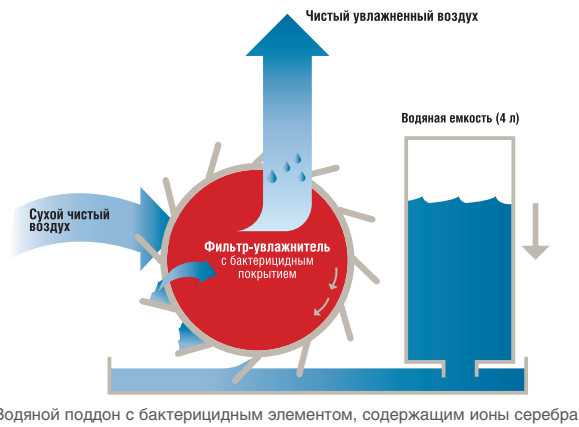 Чистый увлажненный воздух
Водяная емкость (4 л)
Сухой чистый
воздух
Фильтр-увлажнитель
с бактерицидным
покрытием
Водяной поддон с бактерицидным элементом, содержащим ионы серебра